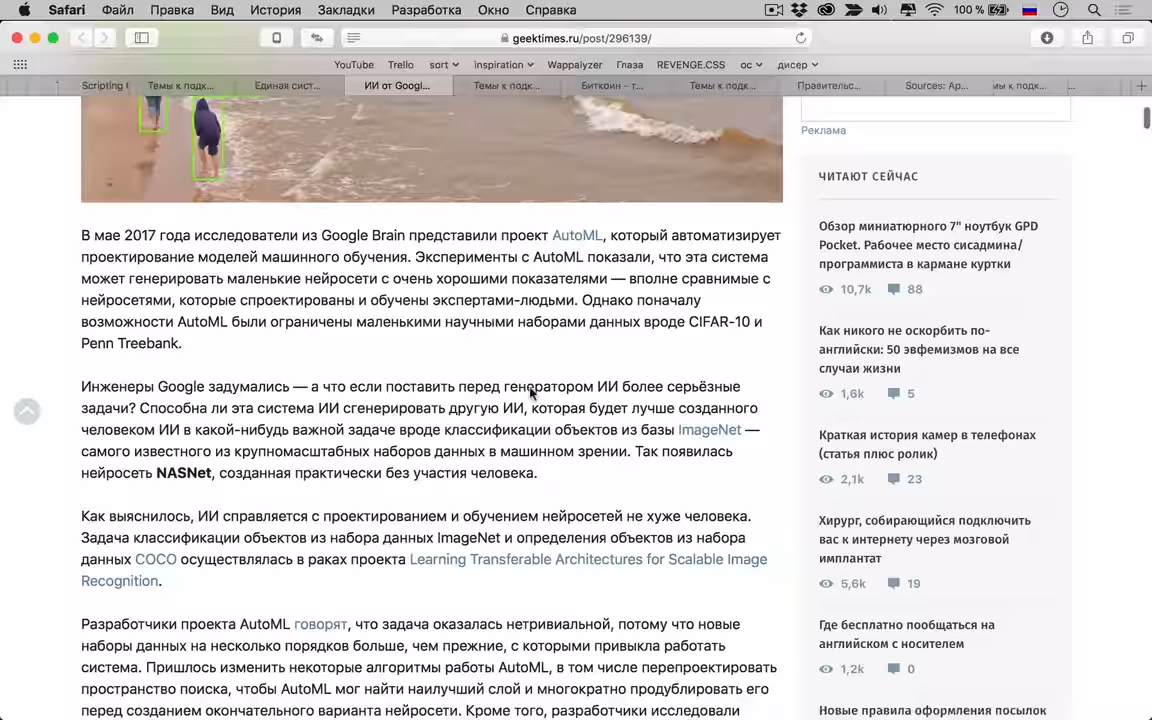 Safari Файл Правка Вид История Закладки Разработка Окно Справка 100 %
geektimes.ru/post/296139/
YouTube Trello sort inspiration Wappalyzer Глаза REVENGE.CSS ос дисер
Scripting Темы к подк... Единая сист... ИИ от Googl... Темы к подк... Биткоин – т... Темы к подк... Правительс... Sources: Ap... мы к подк... ...
Реклама
ЧИТАЮТ СЕЙЧАС
В мае 2017 года исследователи из Google Brain представили проект AutoML, который автоматизирует
проектирование моделей машинного обучения. Эксперименты с AutoML показали, что эта система
может генерировать маленькие нейросети с очень хорошими показателями — вполне сравнимые с
нейросетями, которые спроектированы и обучены экспертами-людьми. Однако поначалу
возможности AutoML были ограничены маленькими научными наборами данных вроде CIFAR-10 и
Penn Treebank.
Инженеры Google задумались — а что если поставить перед генератором ИИ более серьёзные
задачи? Способна ли эта система ИИ сгенерировать другую ИИ, которая будет лучше созданного
человеком ИИ в какой-нибудь важной задаче вроде классификации объектов из базы ImageNet —
самого известного из крупномасштабных наборов данных в машинном зрении. Так появилась
нейросеть NASNet, созданная практически без участия человека.
Как выяснилось, ИИ справляется с проектированием и обучением нейросетей не хуже человека.
Задача классификации объектов из набора данных ImageNet и определения объектов из набора
данных COCO осуществлялась в раках проекта Learning Transferable Architectures for Scalable Image
Recognition.
Разработчики проекта AutoML говорят, что задача оказалась нетривиальной, потому что новые
наборы данных на несколько порядков больше, чем прежние, с которыми привыкла работать
система. Пришлось изменить некоторые алгоритмы работы AutoML, в том числе перепроектировать
пространство поиска, чтобы AutoML мог найти наилучший слой и многократно продублировать его
перед созданием окончательного варианта нейросети. Кроме того, разработчики исследовали
Обзор миниатюрного 7" ноутбук GPD
Pocket. Рабочее место сисадмина/
программиста в кармане куртки
10,7k 88
Как никого не оскорбить по-
английски: 50 эвфемизмов на все
случаи жизни
1,6k 5
Краткая история камер в телефонах
(статья плюс ролик)
2,1k 23
Хирург, собирающийся подключить
вас к интернету через мозговой
имплантат
5,6k 19
Где бесплатно пообщаться на
английском с носителем
1,2k 0
Новые правила оформления посылок